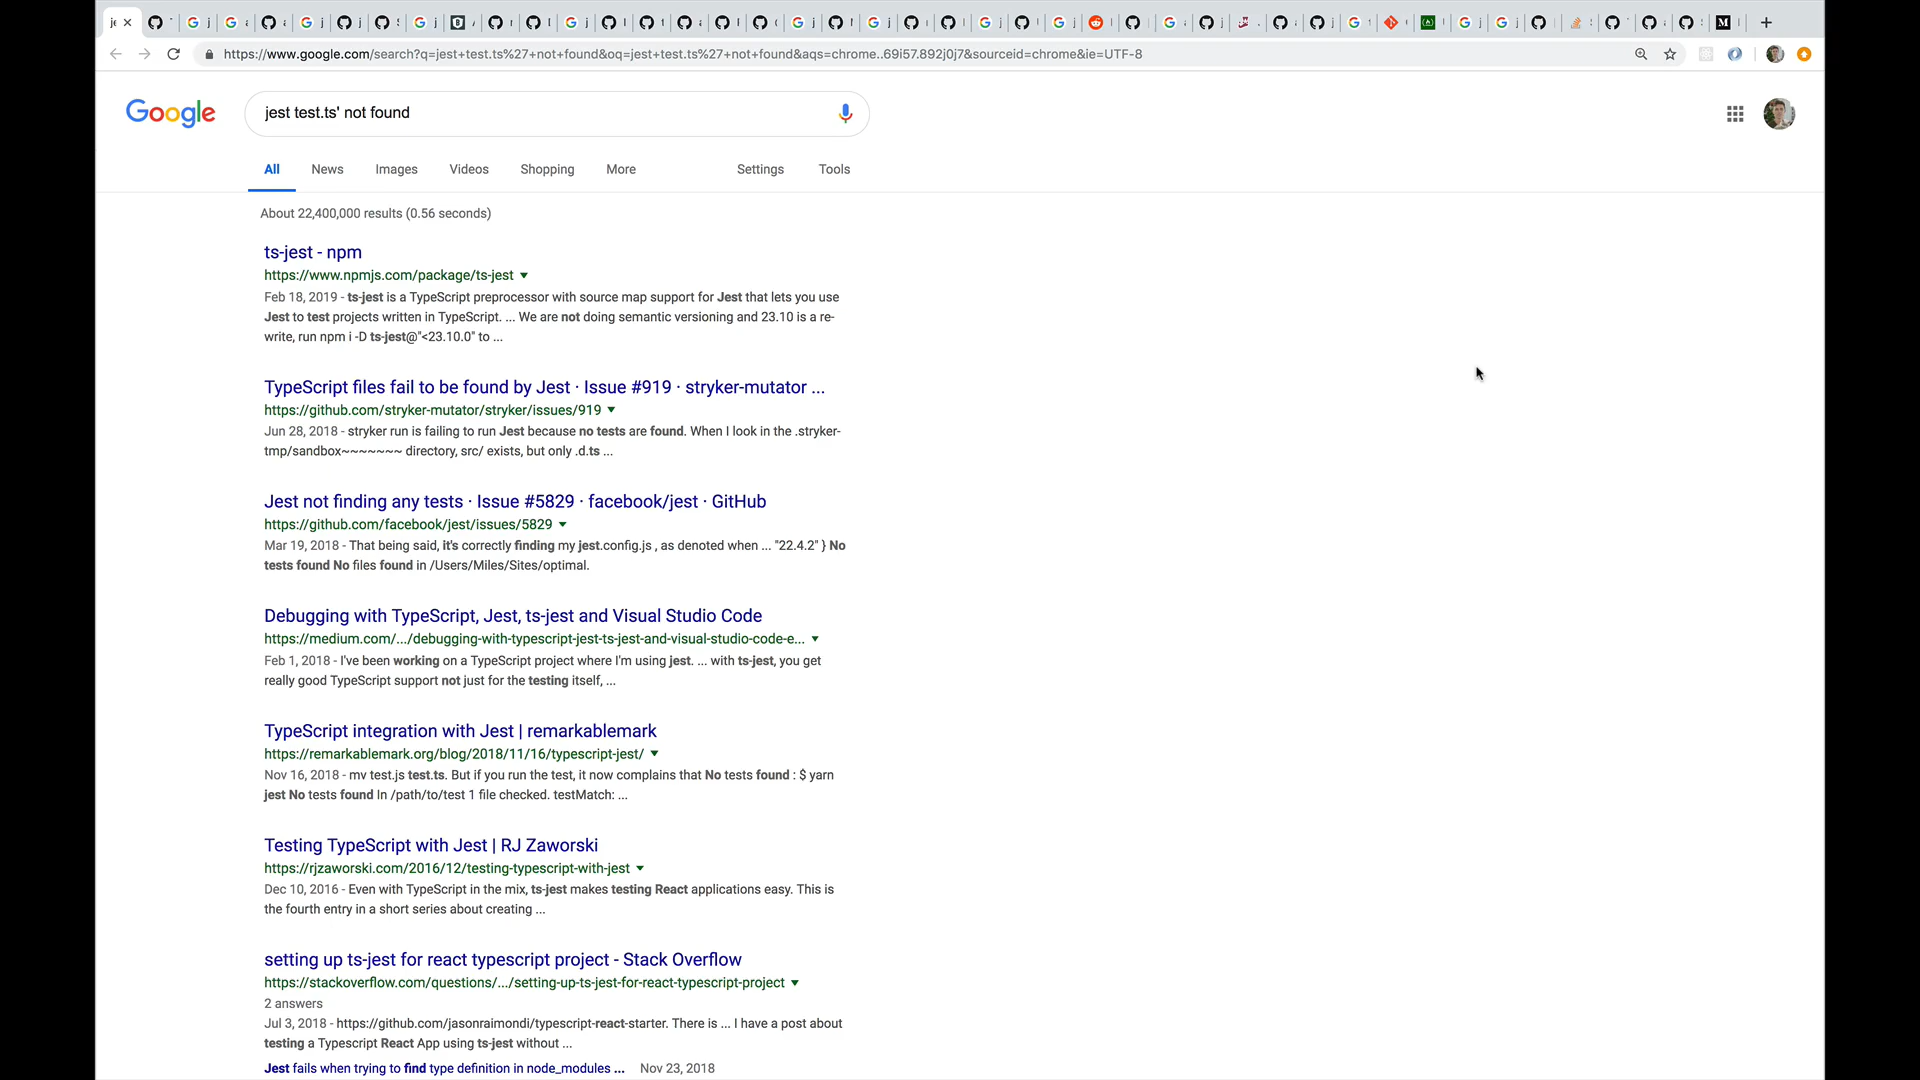 https://www.google.com/search?q=jest+test.ts%27+not+found&oq=jest+test.ts%27+not+found&aqs=chrome..69i57.892j0j7&sourceid=chrome&ie=UTF-8
Google
jest test.ts' not found
All News Images Videos Shopping More Settings Tools
About 22,400,000 results (0.56 seconds)
ts-jest - npm
https://www.npmjs.com/package/ts-jest
Feb 18, 2019 - ts-jest is a TypeScript preprocessor with source map support for Jest that lets you use
Jest to test projects written in TypeScript. ... We are not doing semantic versioning and 23.10 is a re-
write, run npm i -D ts-jest@"<23.10.0" to ...
TypeScript files fail to be found by Jest · Issue #919 · stryker-mutator ...
https://github.com/stryker-mutator/stryker/issues/919
Jun 28, 2018 - stryker run is failing to run Jest because no tests are found. When I look in the .stryker-
tmp/sandbox~~~~~~~ directory, src/ exists, but only .d.ts ...
Jest not finding any tests · Issue #5829 · facebook/jest · GitHub
https://github.com/facebook/jest/issues/5829
Mar 19, 2018 - That being said, it's correctly finding my jest.config.js , as denoted when ... "22.4.2" } No
tests found No files found in /Users/Miles/Sites/optimal.
Debugging with TypeScript, Jest, ts-jest and Visual Studio Code
https://medium.com/.../debugging-with-typescript-jest-ts-jest-and-visual-studio-code-e...
Feb 1, 2018 - I've been working on a TypeScript project where I'm using jest. ... with ts-jest, you get
really good TypeScript support not just for the testing itself, ...
TypeScript integration with Jest | remarkablemark
https://remarkablemark.org/blog/2018/11/16/typescript-jest/
Nov 16, 2018 - mv test.js test.ts. But if you run the test, it now complains that No tests found : $ yarn
jest No tests found In /path/to/test 1 file checked. testMatch: ...
Testing TypeScript with Jest | RJ Zaworski
https://rjzaworski.com/2016/12/testing-typescript-with-jest
Dec 10, 2016 - Even with TypeScript in the mix, ts-jest makes testing React applications easy. This is
the fourth entry in a short series about creating ...
setting up ts-jest for react typescript project - Stack Overflow
https://stackoverflow.com/questions/.../setting-up-ts-jest-for-react-typescript-project
2 answers
Jul 3, 2018 - https://github.com/jasonraimondi/typescript-react-starter. There is ... I have a post about
testing a Typescript React App using ts-jest without ...
Jest fails when trying to find type definition in node_modules ... Nov 23, 2018